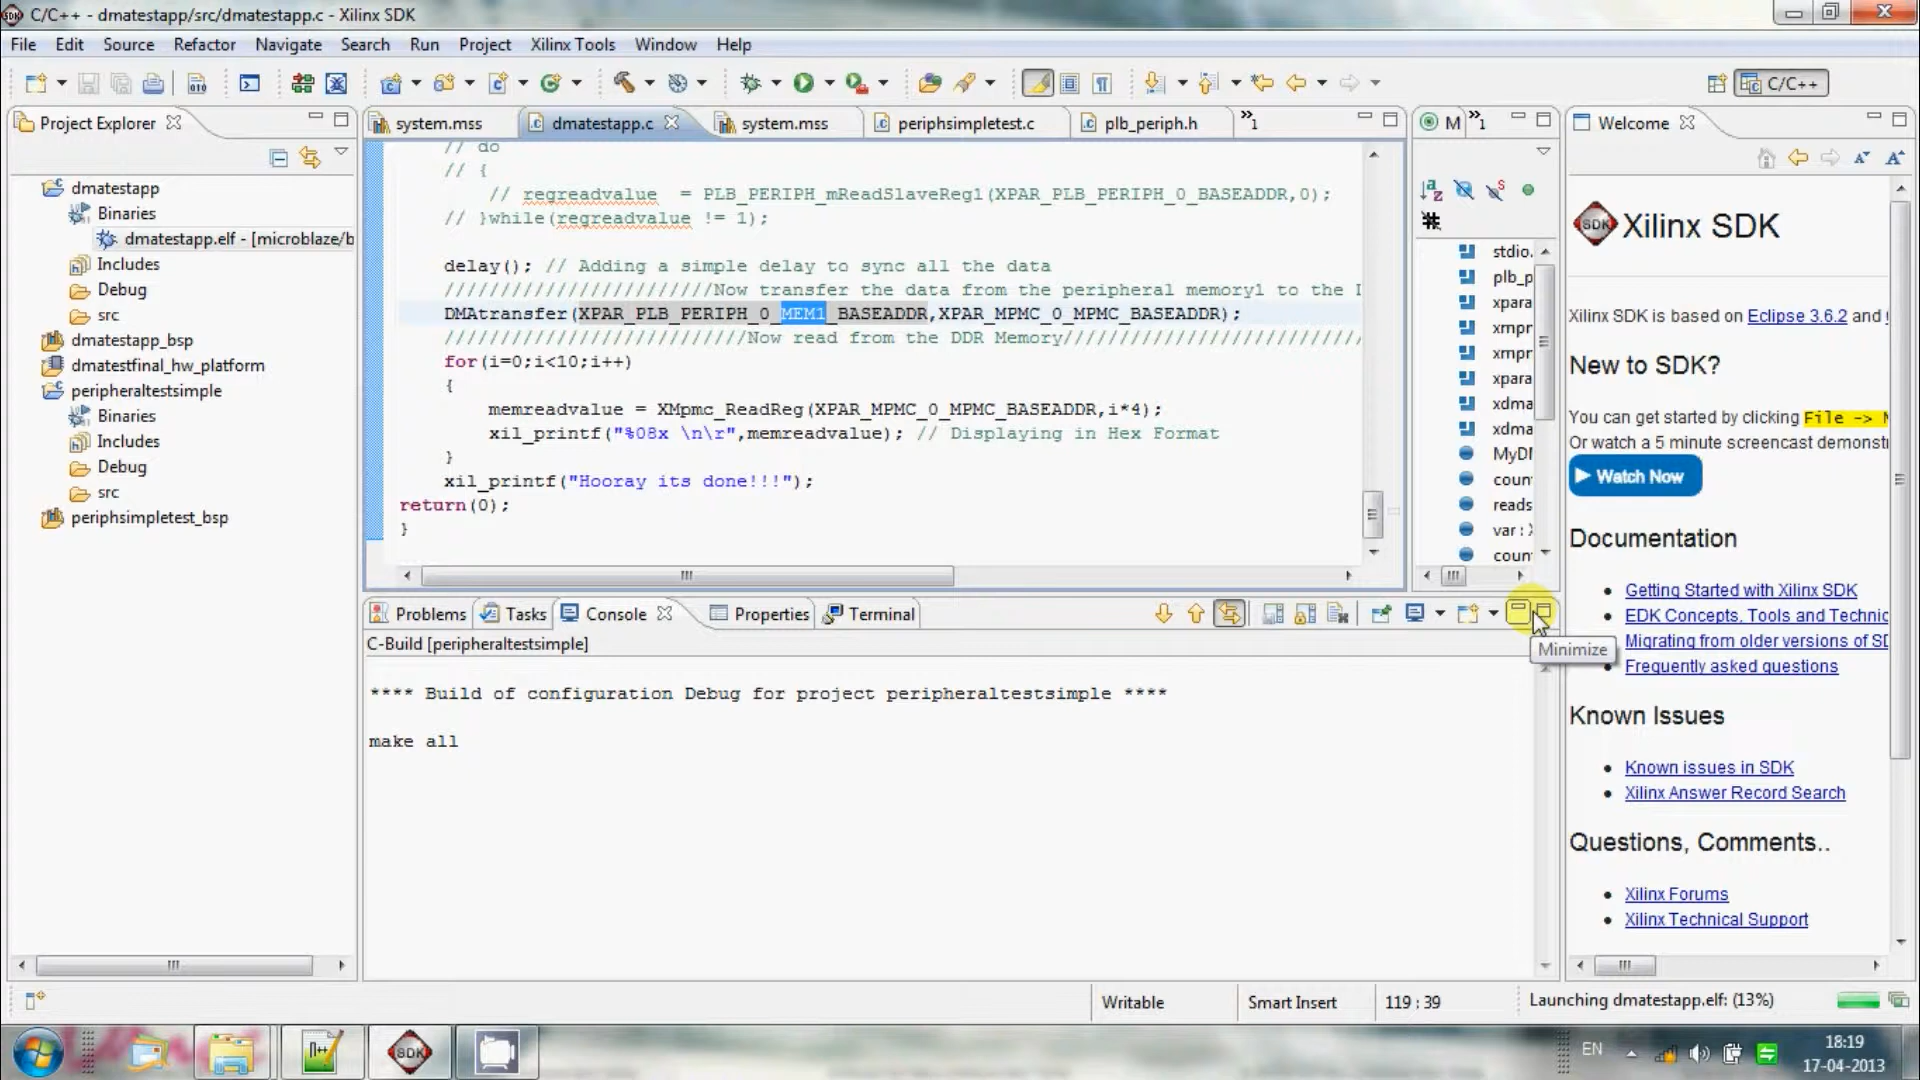 C/C++ - dmatestapp/src/dmatestapp.c - Xilinx SDK
File Edit Source Refactor Navigate Search Run Project Xilinx Tools Window Help
C/C++
Project Explorer
dmatestapp
Binaries
dmatestapp.elf - [microblaze/b
Includes
Debug
src
dmatestapp_bsp
dmatestfinal_hw_platform
peripheraltestsimple
Binaries
Includes
Debug
src
periphsimpletest_bsp
system.mss dmatestapp.c system.mss periphsimpletest.c plb_periph.h »1
// do
// {
// regreadvalue = PLB_PERIPH_mReadSlaveReg1(XPAR_PLB_PERIPH_0_BASEADDR,0);
// }while(regreadvalue != 1);
delay(); // Adding a simple delay to sync all the data
////////////////////////Now transfer the data from the peripheral memory1 to the D
DMAtransfer(XPAR_PLB_PERIPH_0_MEM1_BASEADDR,XPAR_MPMC_0_MPMC_BASEADDR);
///////////////////////////Now read from the DDR Memory///////////////////////////
for(i=0;i<10;i++)
{
memreadvalue = XMpmc_ReadReg(XPAR_MPMC_0_MPMC_BASEADDR,i*4);
xil_printf("%08x \n\r",memreadvalue); // Displaying in Hex Format
}
xil_printf("Hooray its done!!!");
return(0);
}
M »1
stdio.
plb_p
xpara
xmpr
xmpr
xpara
xdma
xdma
MyDI
coun
reads
var : X
coun
Welcome
Xilinx SDK
Xilinx SDK is based on Eclipse 3.6.2 and
New to SDK?
You can get started by clicking File -> N
Or watch a 5 minute screencast demonst
Watch Now
Documentation
Getting Started with Xilinx SDK
EDK Concepts, Tools and Technic
Migrating from older versions of SD
Frequently asked questions
Known Issues
Known issues in SDK
Xilinx Answer Record Search
Questions, Comments..
Xilinx Forums
Xilinx Technical Support
Problems Tasks Console Properties Terminal
Minimize
C-Build [peripheraltestsimple]
**** Build of configuration Debug for project peripheraltestsimple ****
make all
Writable Smart Insert 119 : 39 Launching dmatestapp.elf: (13%)
SDK
EN
18:19
17-04-2013